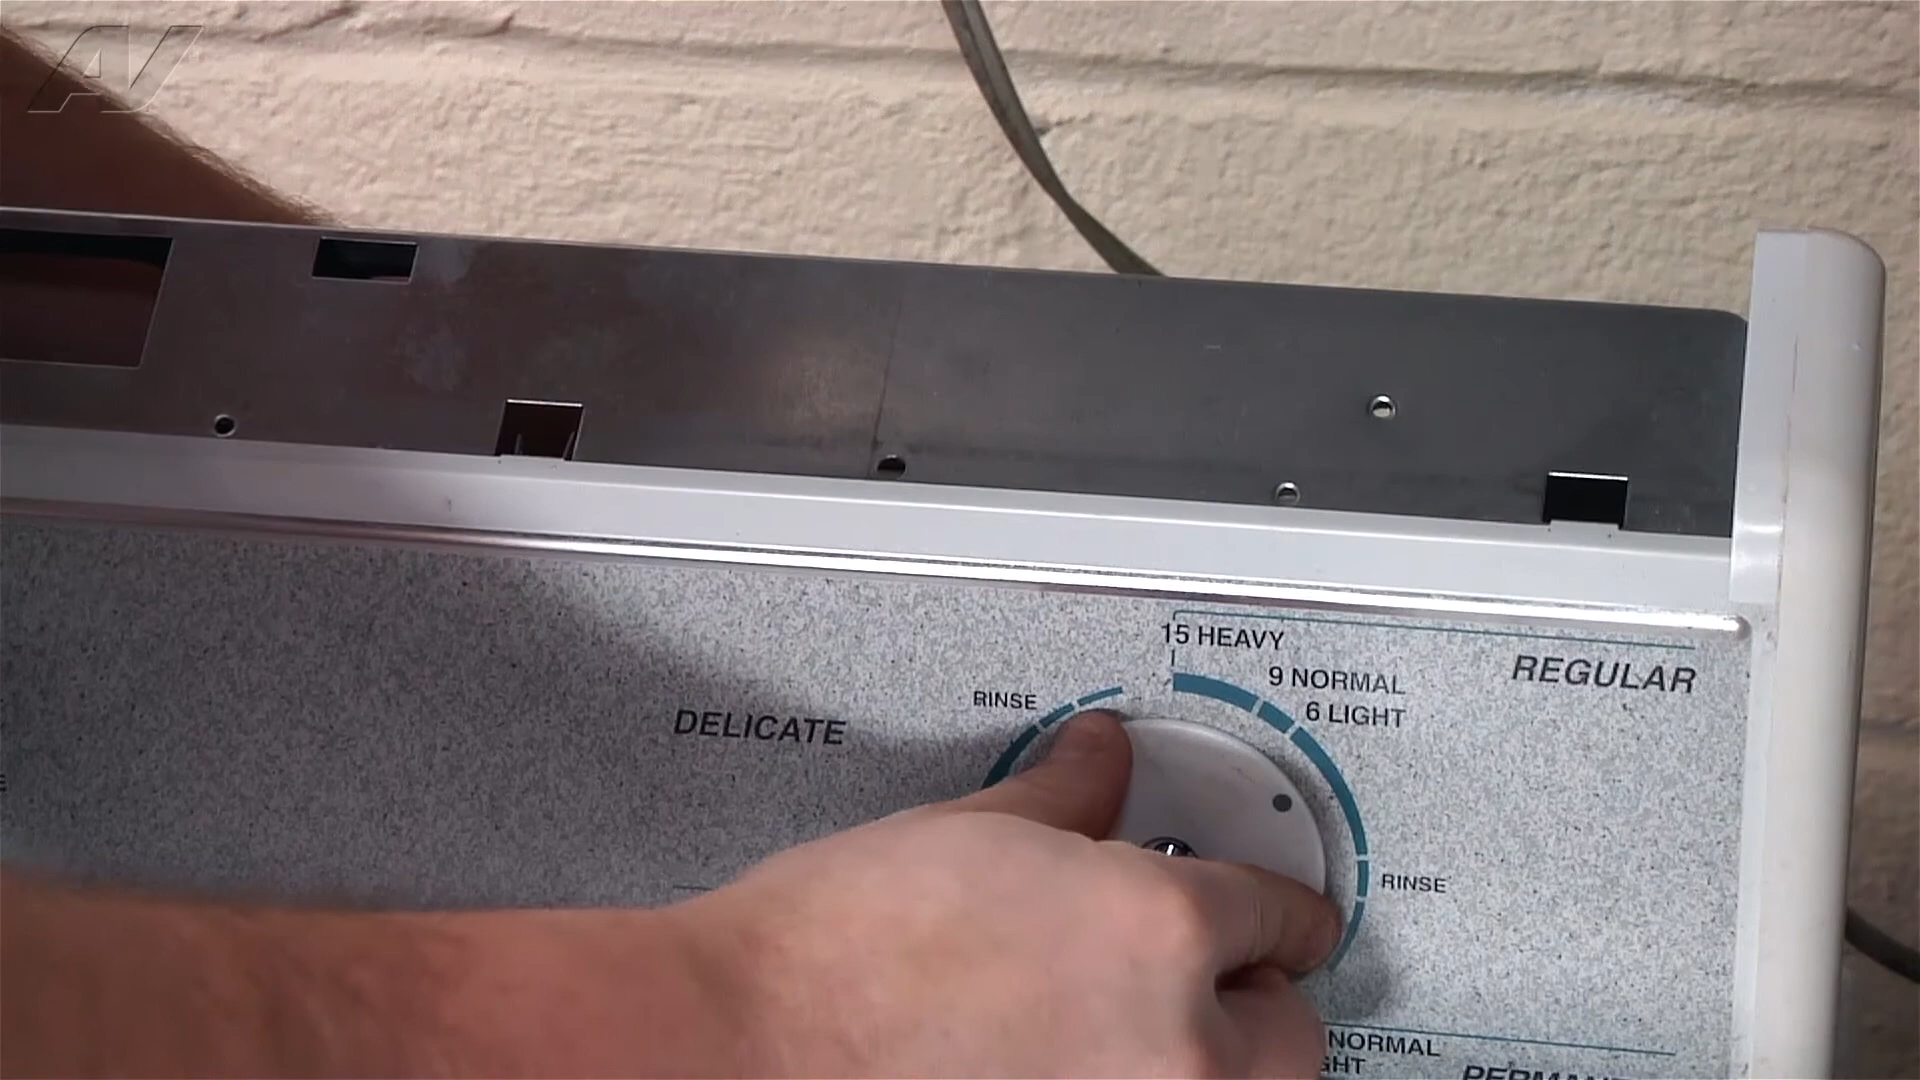 AV
15 HEAVY
9 NORMAL
6 LIGHT
REGULAR
RINSE
DELICATE
RINSE
NORMAL